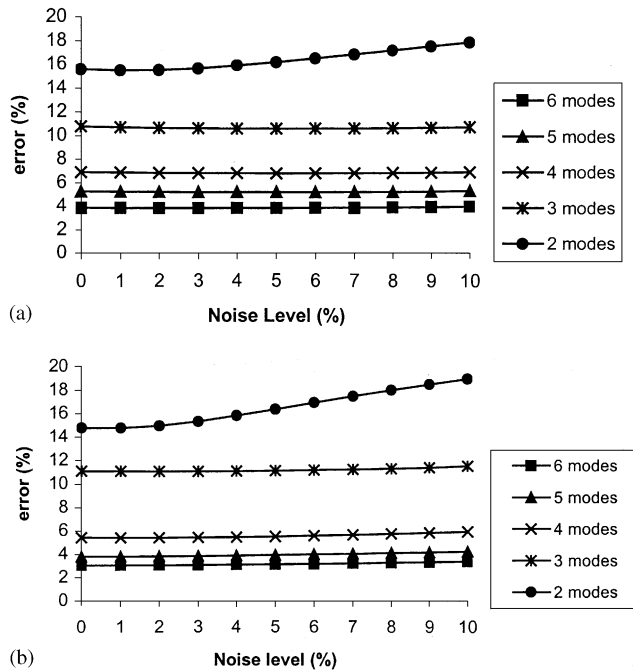 (a)
error (%)
20
18
16
14
12
10
8
6
4
2
0
0 1 2 3 4 5 6 7 8 9 10
Noise Level (%)
6 modes
5 modes
4 modes
3 modes
2 modes
(b)
error (%)
20
18
16
14
12
10
8
6
4
2
0
0 1 2 3 4 5 6 7 8 9 10
Noise level (%)
6 modes
5 modes
4 modes
3 modes
2 modes